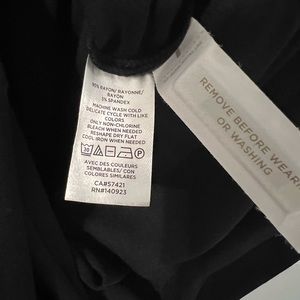 95% RAYON/ RAYONNE/
RAYON
5% SPANDEX
MACHINE WASH COLD
DELICATE CYCLE WITH LIKE
COLORS
ONLY NON-CHLORINE
BLEACH WHEN NEEDED
RESHAPE DRY FLAT
COOL IRON WHEN NEEDED
30
P
AVEC DES COULEURS
SEMBLABLES/ CON
COLORES SIMILARES
CA#57421
RN#140923
REMOVE BEFORE WEAR
OR WASHING